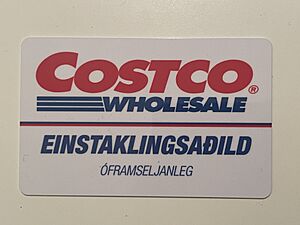 COSTCO®
WHOLESALE
EINSTAKLINGSAÐILD
ÓFRAMSELJANLEG